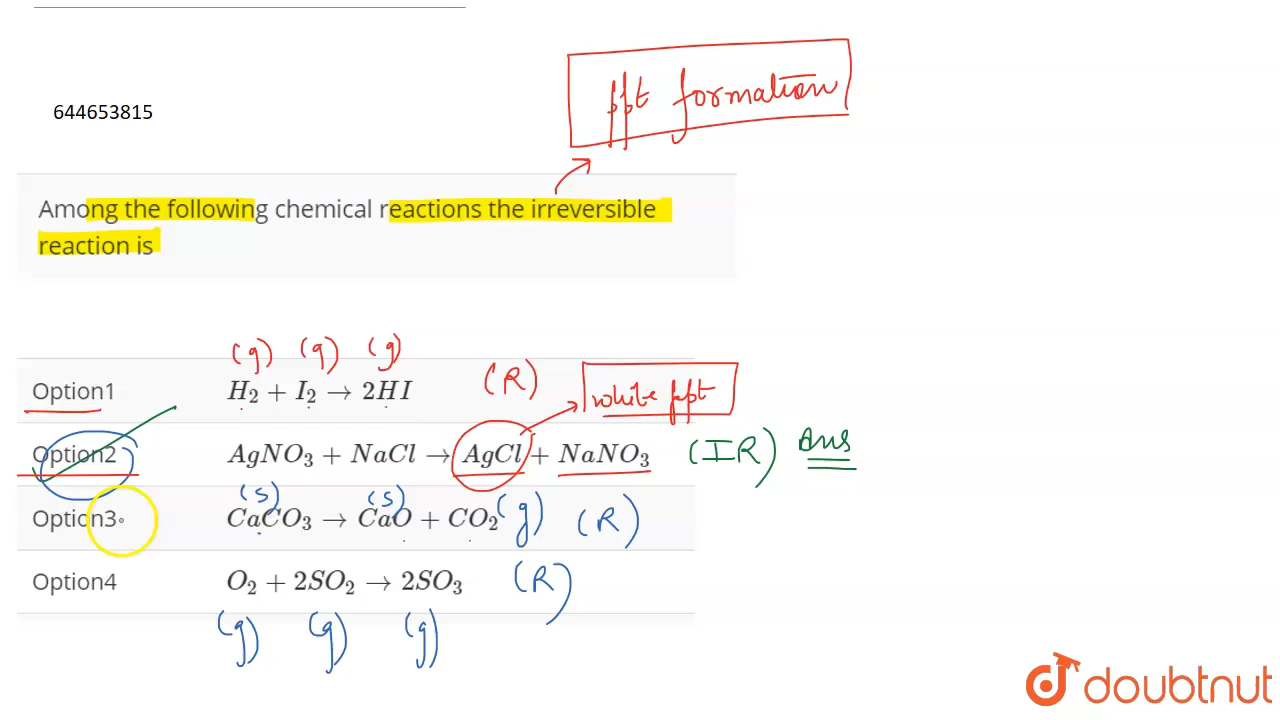 ppt formation
644653815
Among the following chemical reactions the irreversible
reaction is
(g) (g) (g)
Option1 H₂ + I₂ → 2HI (R) white ppt
Option2 AgNO₃ + NaCl → AgCl + NaNO₃ (IR) Ans
(s) (s)
Option3 CaCO₃ → CaO + CO₂ (g) (R)
Option4 O₂ + 2SO₂ → 2SO₃ (R)
(g) (g) (g)
doubtnut